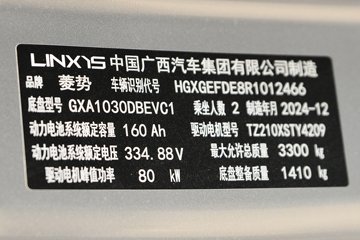 LINXYS 中国广西汽车集团有限公司制造
品牌 菱势 车辆识别代号 HGXGEFDE8R1012466
底盘型号 GXA1030DBEVC1 乘坐人数 2 制造年月 2024-12
动力电池系统额定容量 160 Ah 驱动电机型号 TZ210XSTY4209
动力电池系统额定电压 334.88 V 最大允许总质量 3300 kg
驱动电机峰值功率 80 kW 底盘整备质量 1410 kg